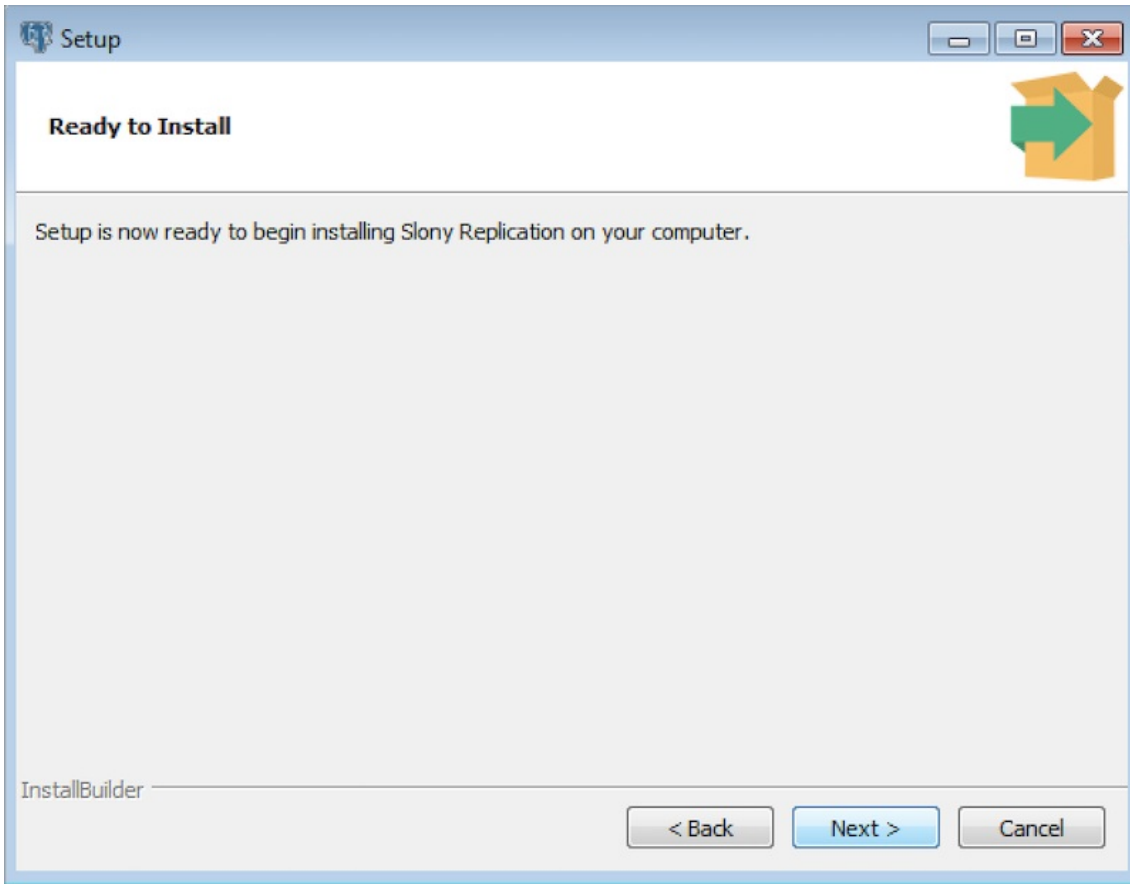 Setup
Ready to Install
Setup is now ready to begin installing Slony Replication on your computer.
InstallBuilder
< Back
Next >
Cancel